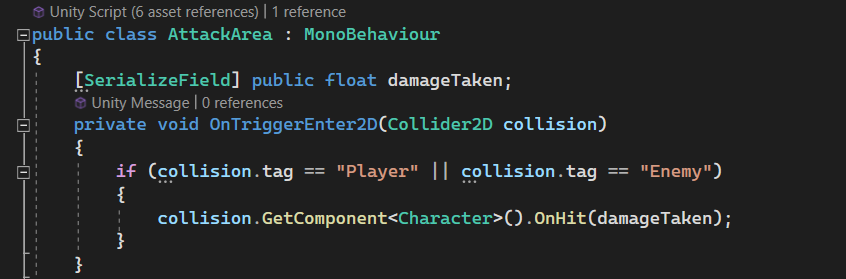 Unity Script (6 asset references) | 1 reference
public class AttackArea : MonoBehaviour
{
[SerializeField] public float damageTaken;
Unity Message | 0 references
private void OnTriggerEnter2D(Collider2D collision)
{
if (collision.tag == "Player" || collision.tag == "Enemy")
{
collision.GetComponent<Character>().OnHit(damageTaken);
}
}